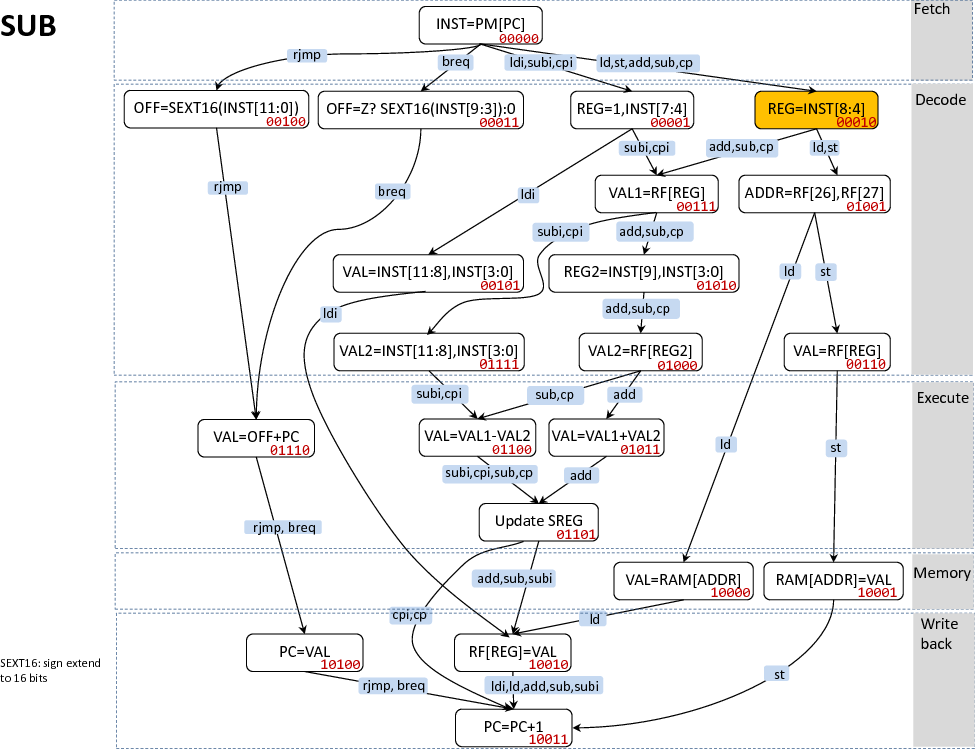 SUB
Fetch
INST=PM[PC]
00000
rjmp
breq
ldi,subi,cpi
ld,st,add,sub,cp
Decode
OFF=SEXT16(INST[11:0])
00100
OFF=Z? SEXT16(INST[9:3]):0
00011
REG=1,INST[7:4]
00001
REG=INST[8:4]
00010
subi,cpi
add,sub,cp
ld,st
rjmp
breq
ldi
VAL1=RF[REG]
00111
ADDR=RF[26],RF[27]
01001
subi,cpi
add,sub,cp
VAL=INST[11:8],INST[3:0]
00101
REG2=INST[9],INST[3:0]
01010
ld
st
ldi
add,sub,cp
VAL2=INST[11:8],INST[3:0]
01111
VAL2=RF[REG2]
01000
VAL=RF[REG]
00110
Execute
subi,cpi
sub,cp
add
VAL=OFF+PC
01110
VAL=VAL1-VAL2
01100
VAL=VAL1+VAL2
01011
ld
st
subi,cpi,sub,cp
add
Update SREG
01101
rjmp, breq
Memory
add,sub,subi
VAL=RAM[ADDR]
10000
RAM[ADDR]=VAL
10001
cpi,cp
ld
Write
back
SEXT16: sign extend
to 16 bits
PC=VAL
10100
RF[REG]=VAL
10010
rjmp, breq
ldi,ld,add,sub,subi
st
PC=PC+1
10011